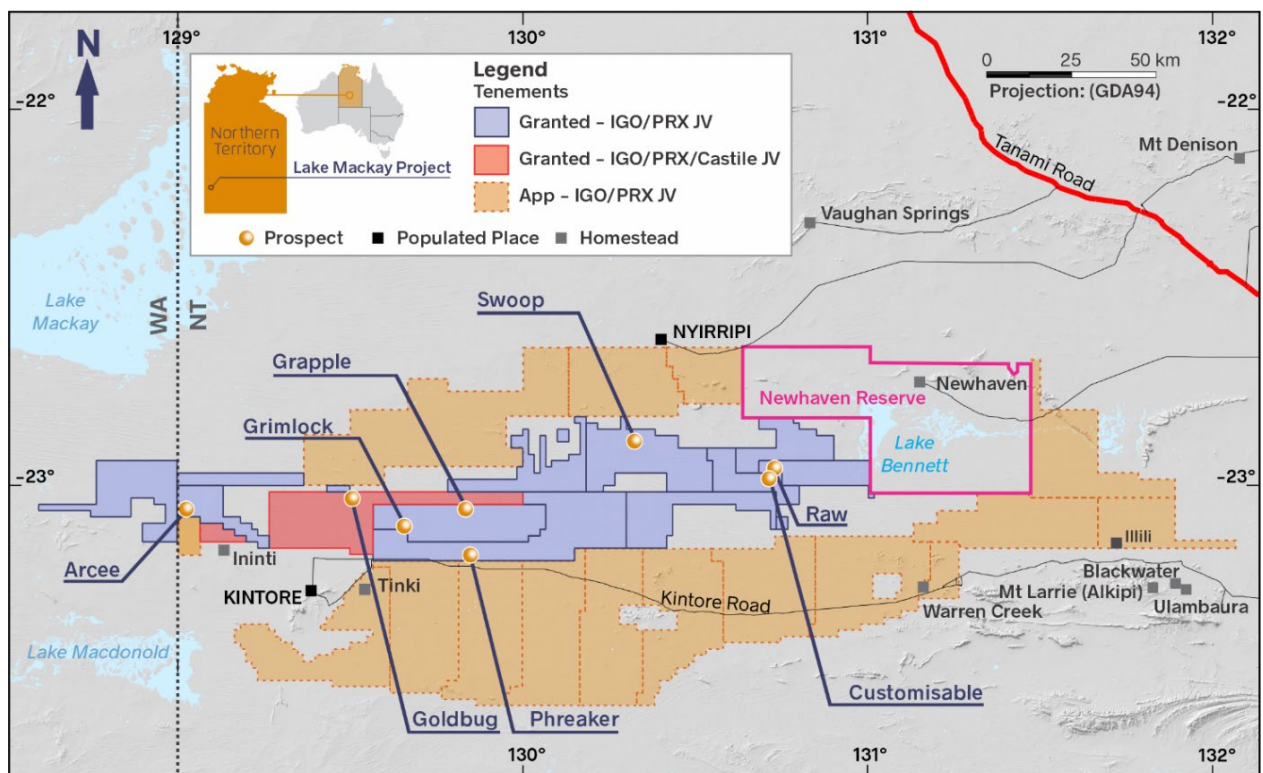 129°
130°
131°
132°
N
-22°
-22°
Northern
Territory
Lake Mackay Project
Legend
Tenements
Granted – IGO/PRX JV
Granted – IGO/PRX/Castile JV
App – IGO/PRX JV
Prospect
Populated Place
Homestead
0 25 50 km
Projection: (GDA94)
Mt Denison
Tanami Road
Vaughan Springs
Lake
Mackay
WA
NT
Swoop
NYIRRIPI
Grapple
Newhaven
Newhaven Reserve
Grimlock
Lake
Bennett
-23°
-23°
Raw
Arcee
Ininti
Illili
KINTORE
Tinki
Kintore Road
Warren Creek
Blackwater
Mt Larrie (Alkipi)
Ulambaura
Lake Macdonold
Goldbug
Phreaker
Customisable
129°
130°
131°
132°